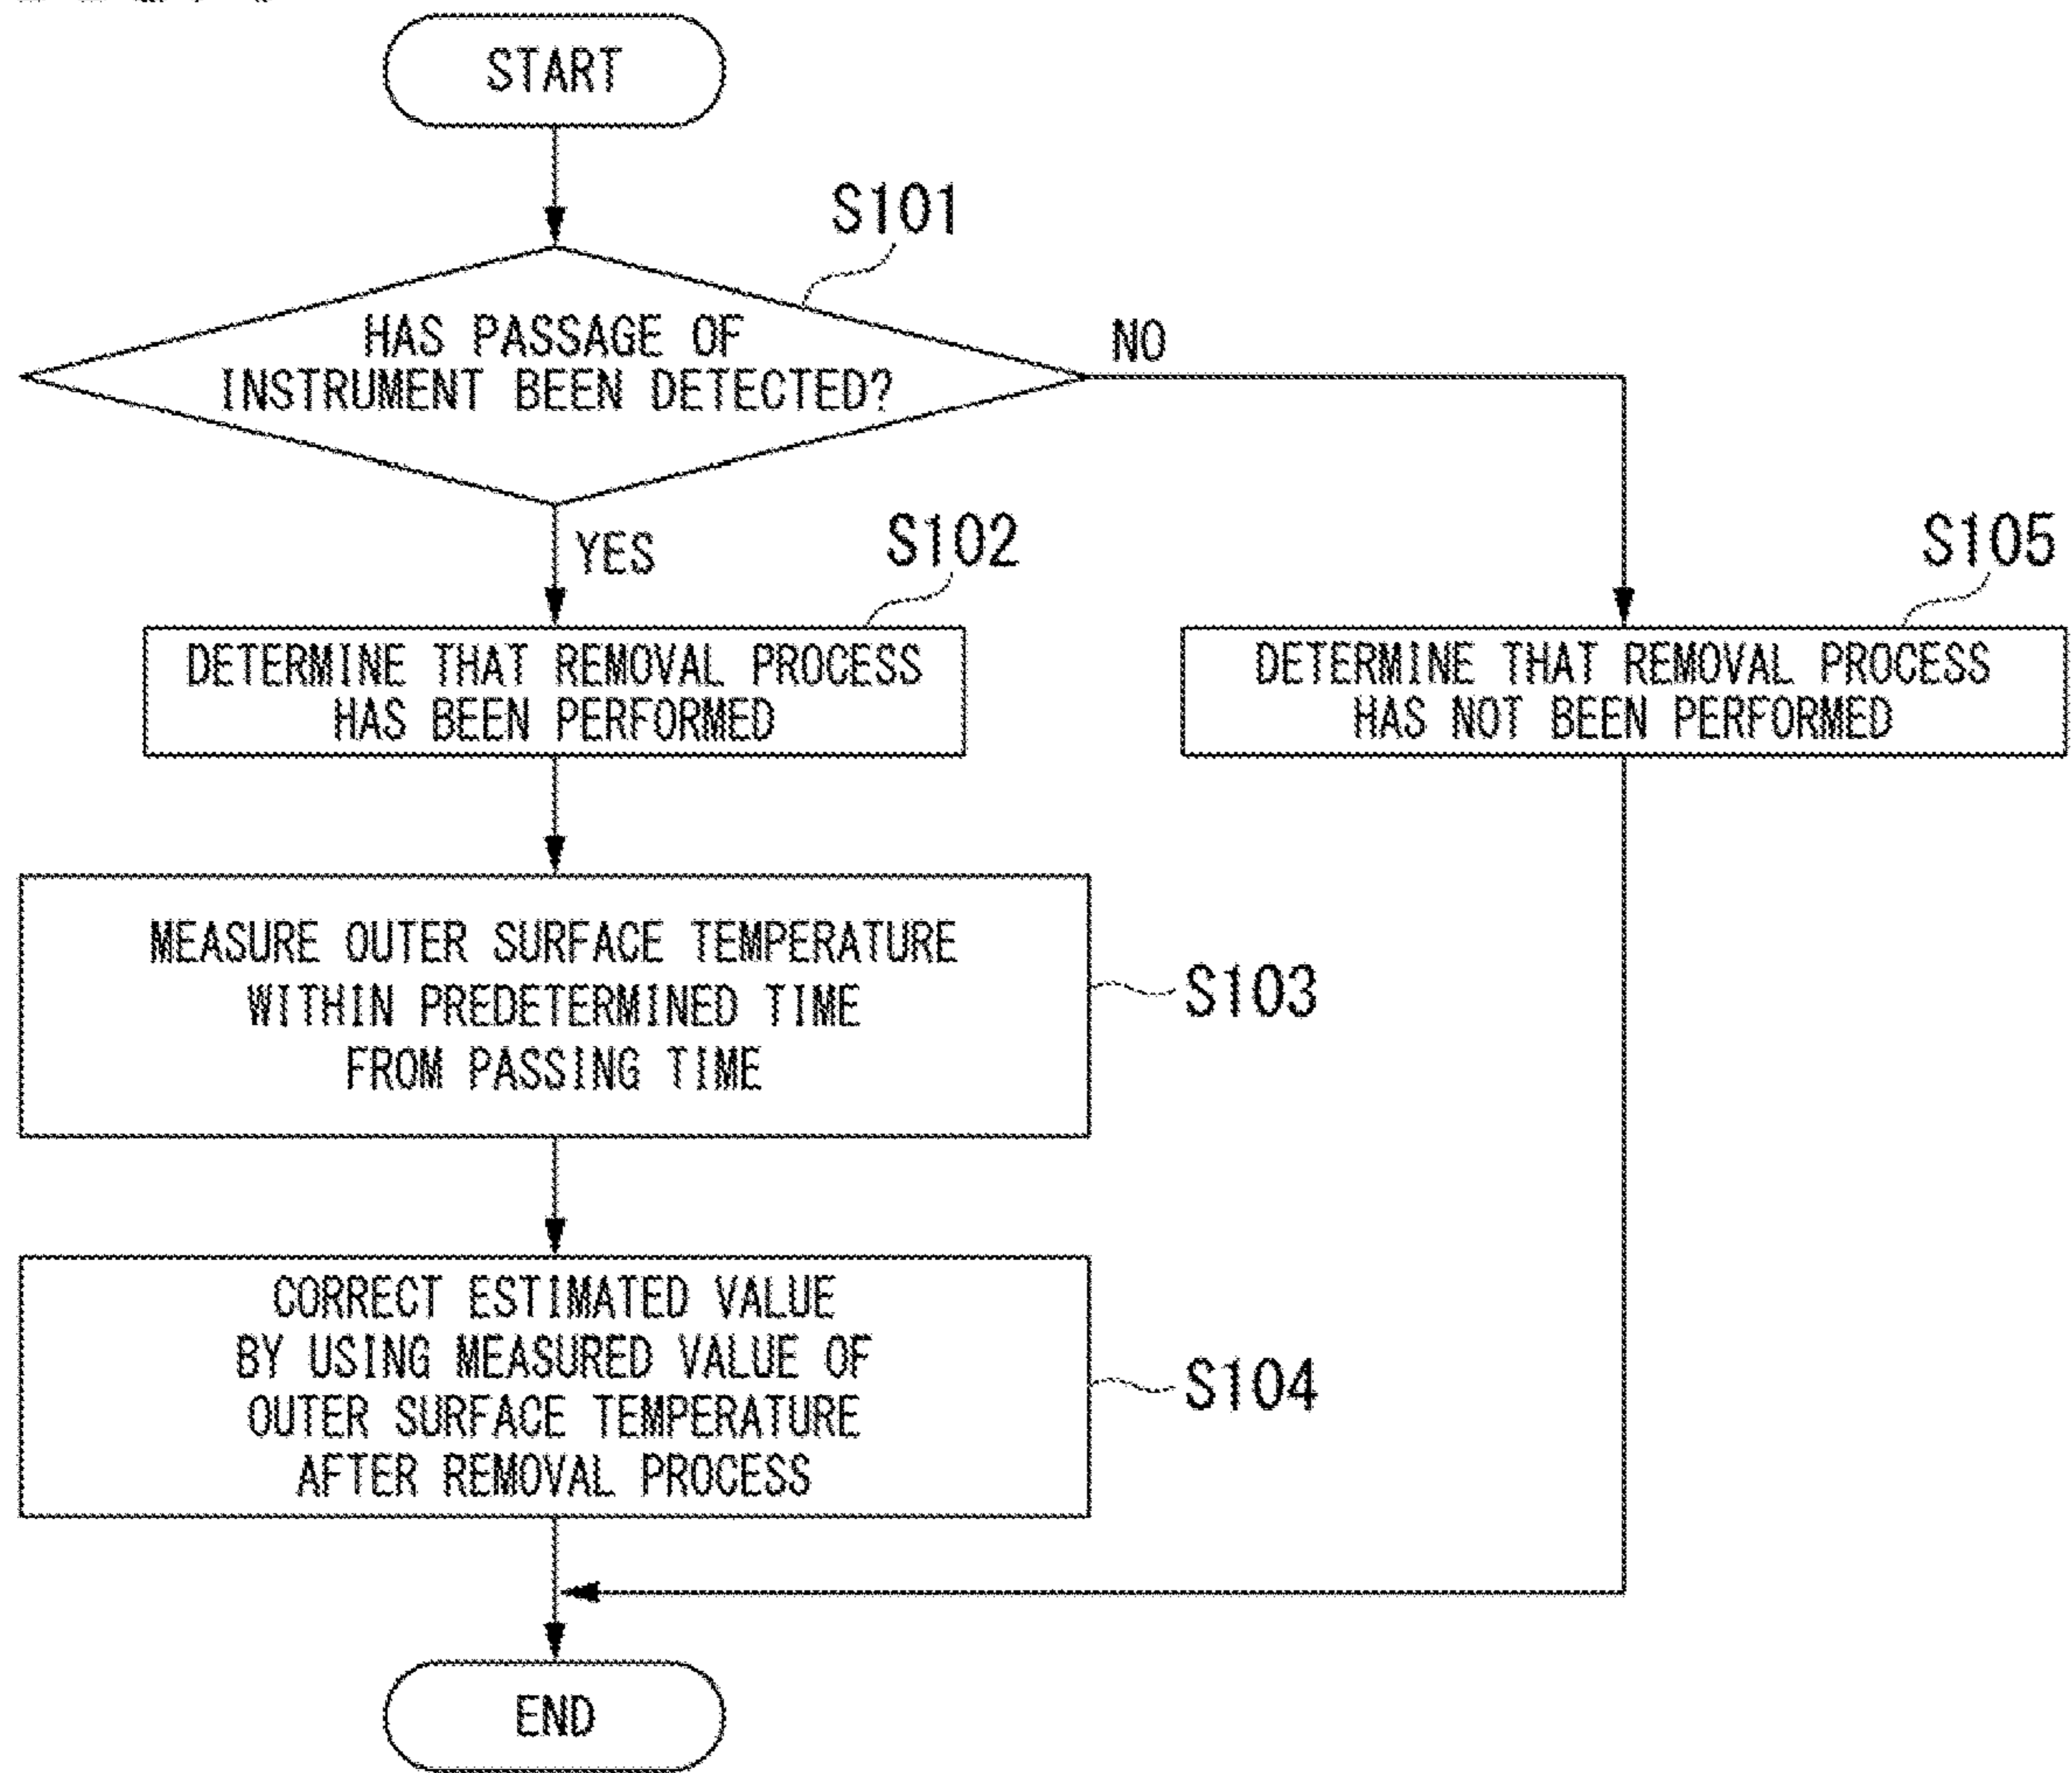 START
S101
HAS PASSAGE OF
INSTRUMENT BEEN DETECTED?
NO
YES
S102
S105
DETERMINE THAT REMOVAL PROCESS
HAS BEEN PERFORMED
DETERMINE THAT REMOVAL PROCESS
HAS NOT BEEN PERFORMED
MEASURE OUTER SURFACE TEMPERATURE
WITHIN PREDETERMINED TIME
FROM PASSING TIME
S103
CORRECT ESTIMATED VALUE
BY USING MEASURED VALUE OF
OUTER SURFACE TEMPERATURE
AFTER REMOVAL PROCESS
S104
END